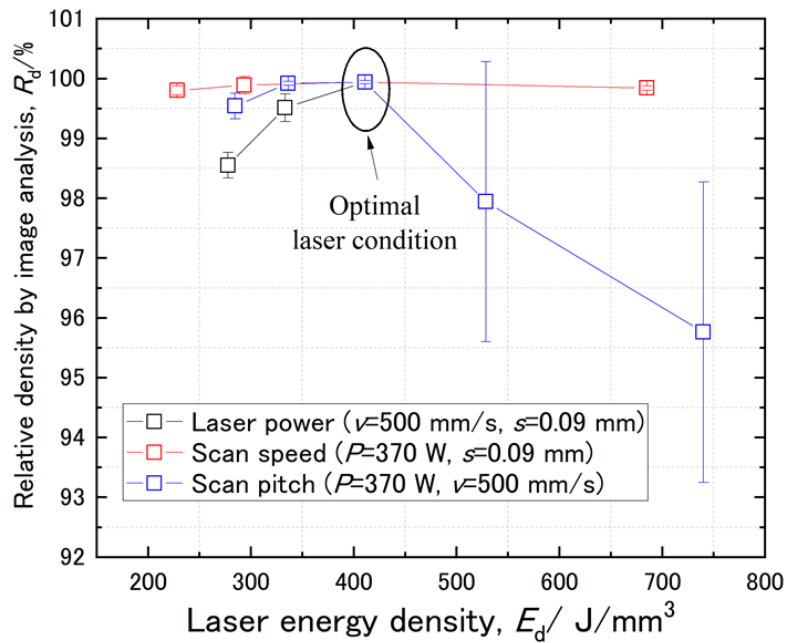 101
100
99
98
97
96
95
94
93
92
Relative density by image analysis, R_d/%
Optimal
laser condition
Laser power (v=500 mm/s, s=0.09 mm)
Scan speed (P=370 W, s=0.09 mm)
Scan pitch (P=370 W, v=500 mm/s)
200 300 400 500 600 700 800
Laser energy density, E_d/ J/mm³